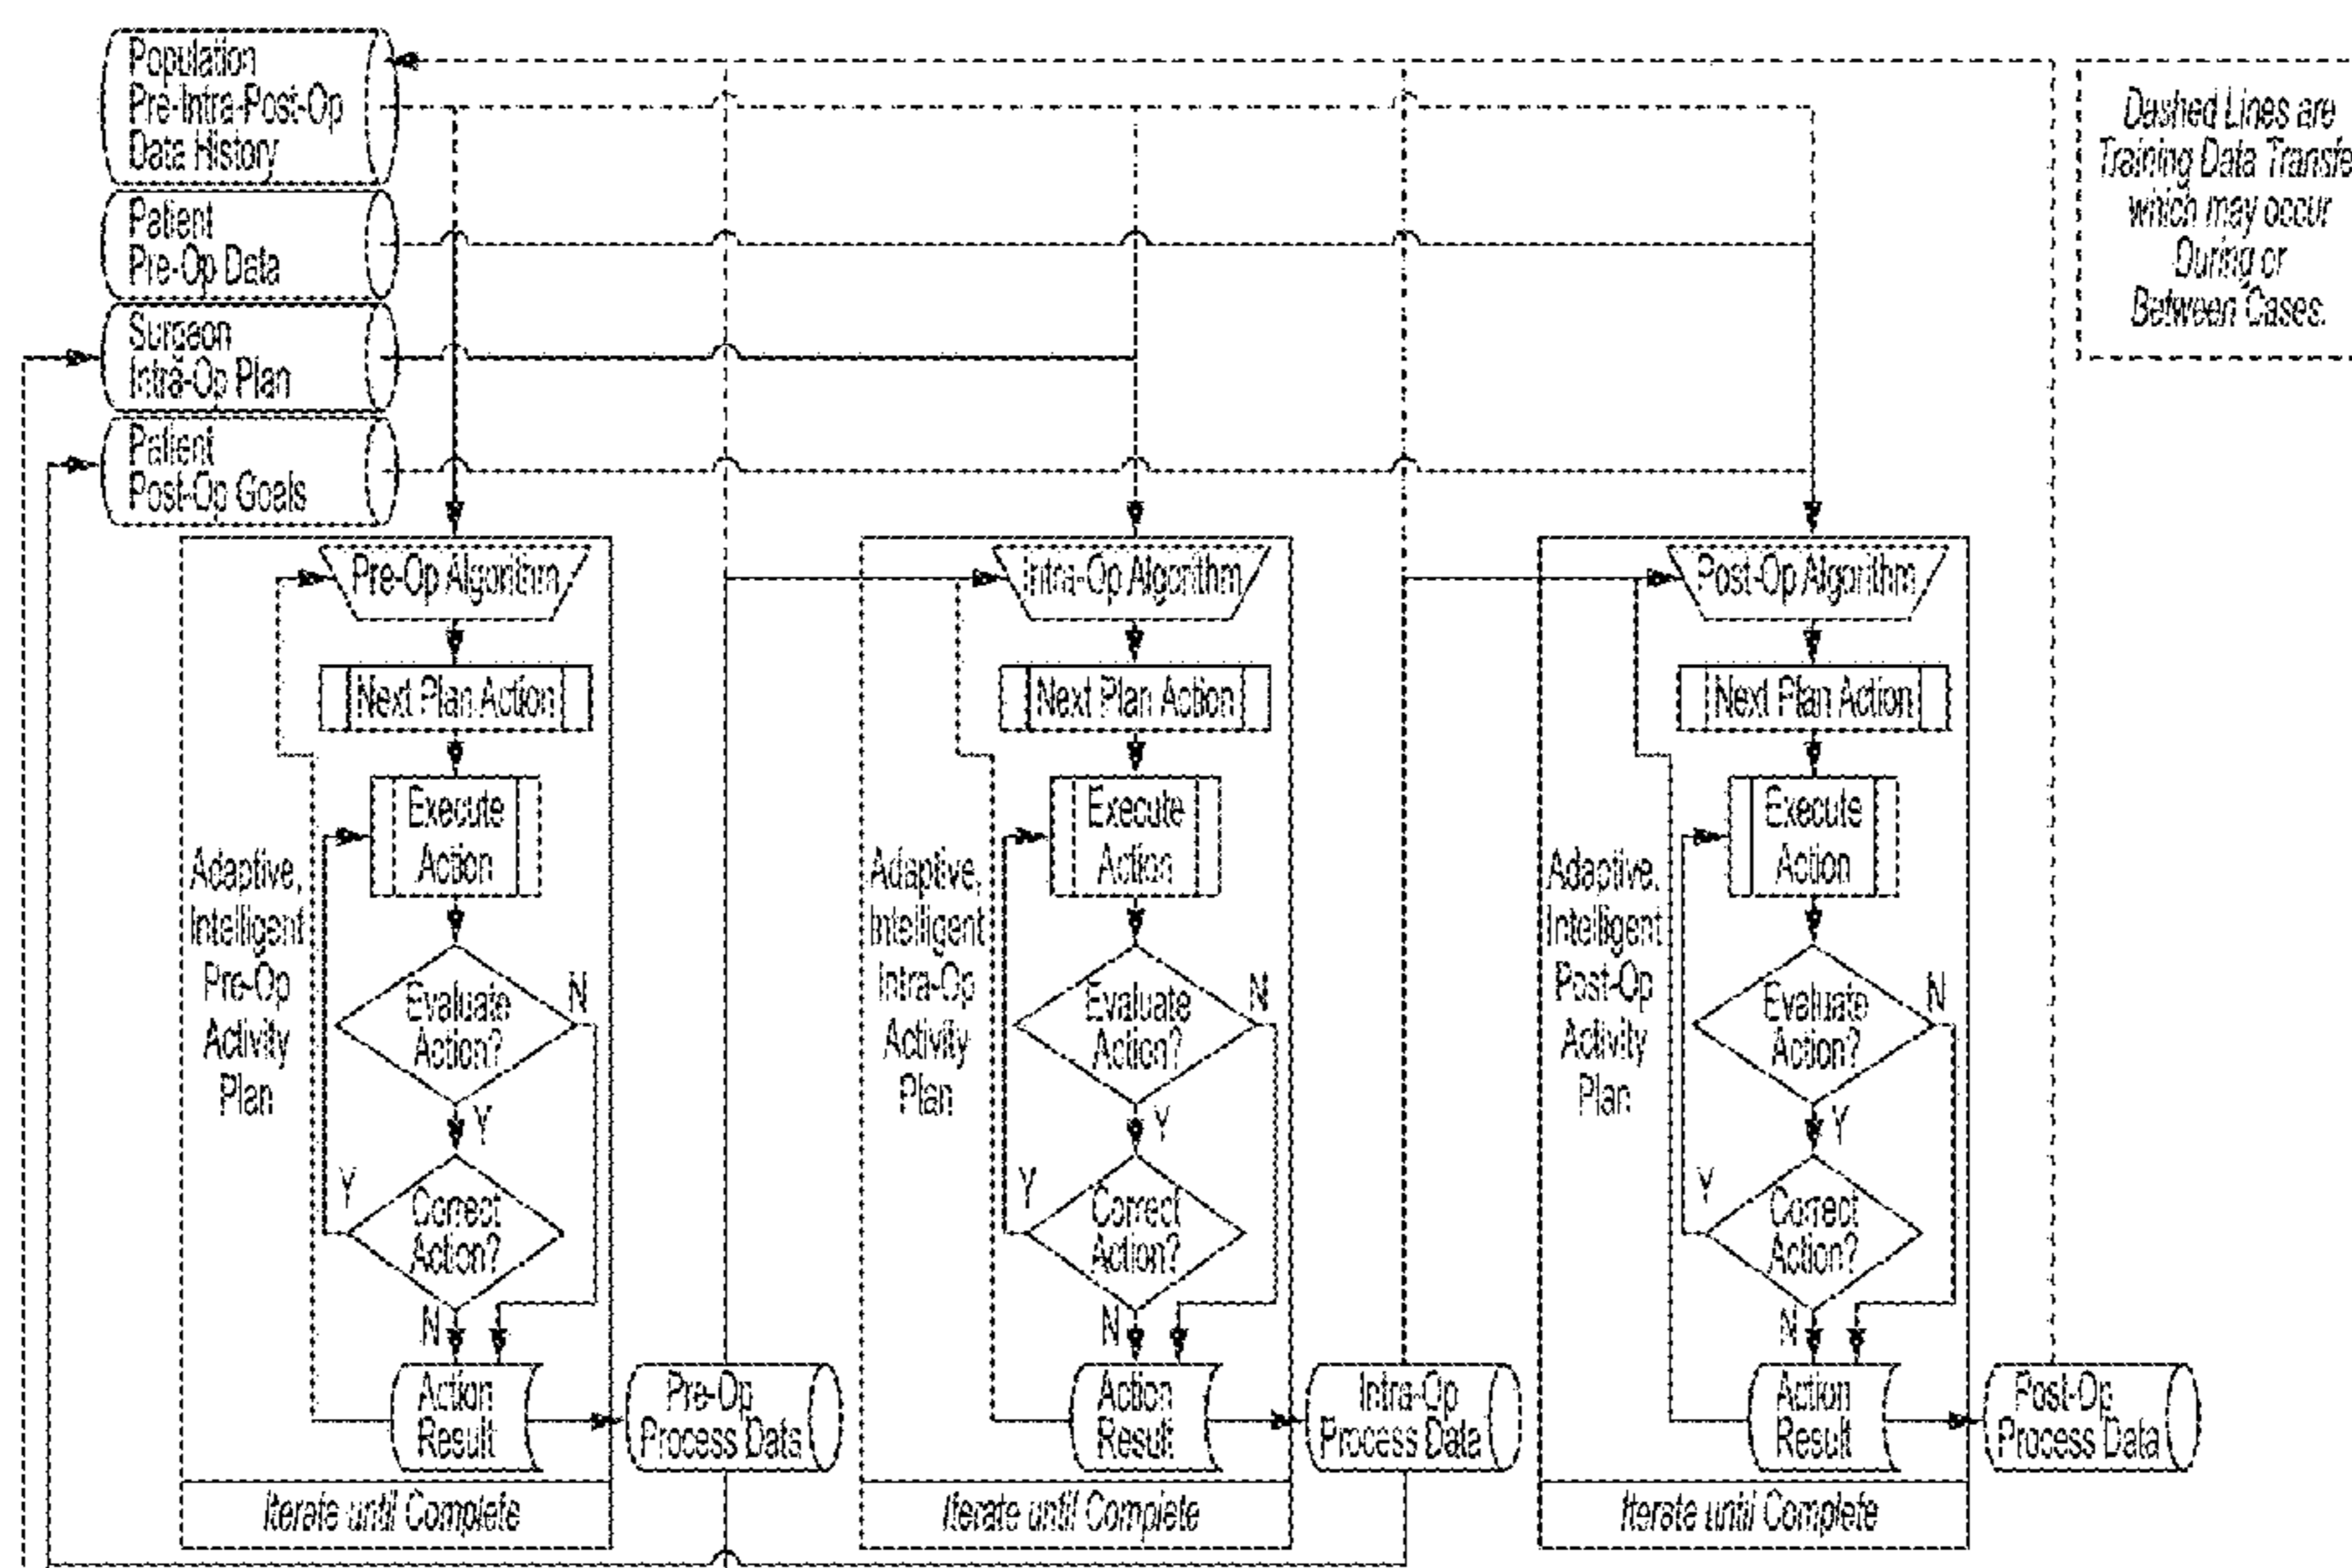 Population
Pre-Intra-Post-Op
Data History
Patient
Pre-Op Data
Surgeon
Intra-Op Plan
Patient
Post-Op Goals
Dashed Lines are
Training Data Transfe
which may occur
During or
Between Cases.
Pre-Op Algorithm
Next Plan Action
Execute
Action
Adaptive,
Intelligent
Pre-Op
Activity
Plan
Evaluate
Action?
N
Y
Correct
Action?
Y
N
Action
Result
Pre-Op
Process Data
Iterate until Complete
Intra-Op Algorithm
Next Plan Action
Execute
Action
Adaptive,
Intelligent
Intra-Op
Activity
Plan
Evaluate
Action?
N
Y
Correct
Action?
Y
N
Action
Result
Intra-Op
Process Data
Iterate until Complete
Post-Op Algorithm
Next Plan Action
Execute
Action
Adaptive,
Intelligent
Post-Op
Activity
Plan
Evaluate
Action?
N
Y
Correct
Action?
Y
N
Action
Result
Post-Op
Process Data
Iterate until Complete